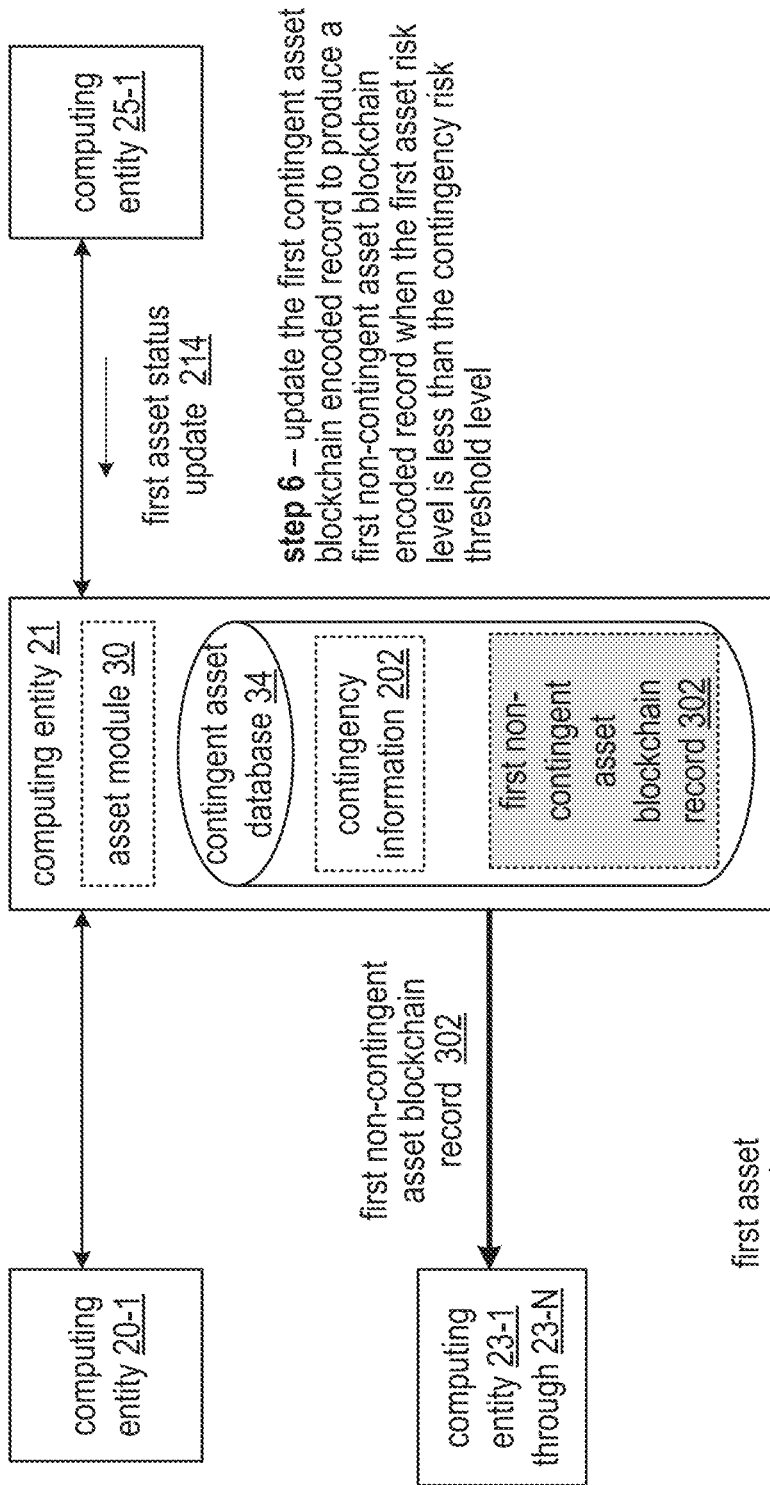 computing
entity 20-1
computing
entity 23-1
through 23-N
first non-contingent
asset blockchain
record 302
computing entity 21
asset module 30
contingent asset
database 34
contingency
information 202
first non-
contingent
asset
blockchain
record 302
first asset status
update 214
computing
entity 25-1
step 6 – update the first contingent asset
blockchain encoded record to produce a
first non-contingent asset blockchain
encoded record when the first asset risk
level is less than the contingency risk
threshold level
first asset